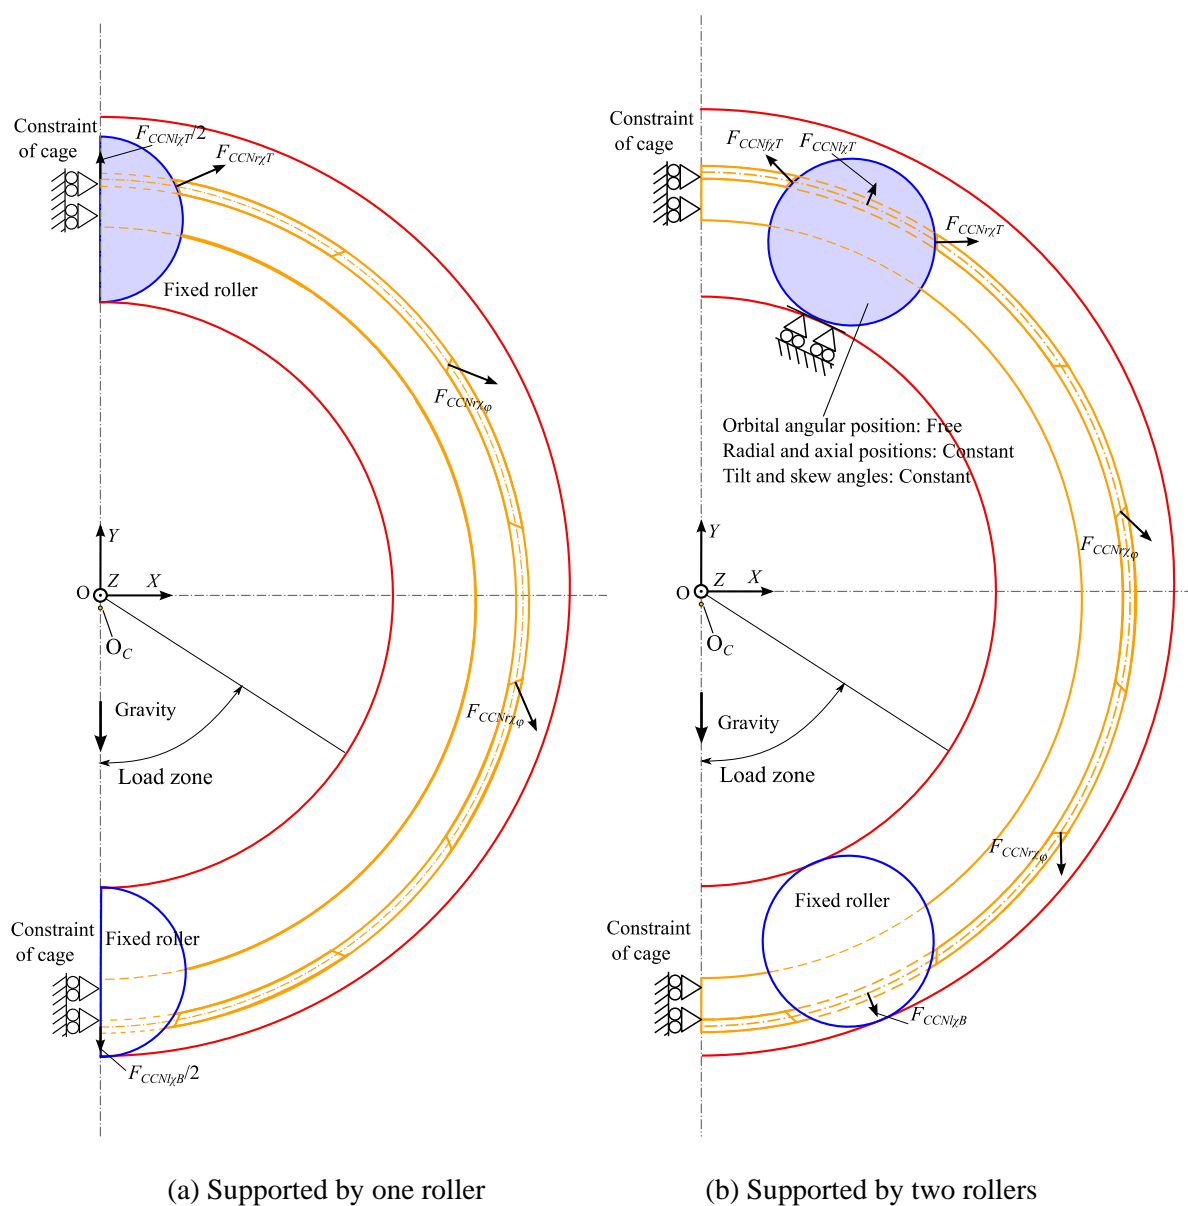 Constraint
of cage
F_CCNlχT/2
F_CCNrχT
Fixed roller
F_CCNrχφ
Y
O
Z
X
O_C
Gravity
F_CCNrχφ
Load zone
Constraint
of cage
Fixed roller
F_CCNlχB/2
(a) Supported by one roller
Constraint
of cage
F_CCNfχT
F_CCNlχT
F_CCNrχT
Orbital angular position: Free
Radial and axial positions: Constant
Tilt and skew angles: Constant
F_CCNrχφ
Y
O
Z
X
O_C
Gravity
Load zone
F_CCNrχφ
Fixed roller
Constraint
of cage
F_CCNlχB
(b) Supported by two rollers